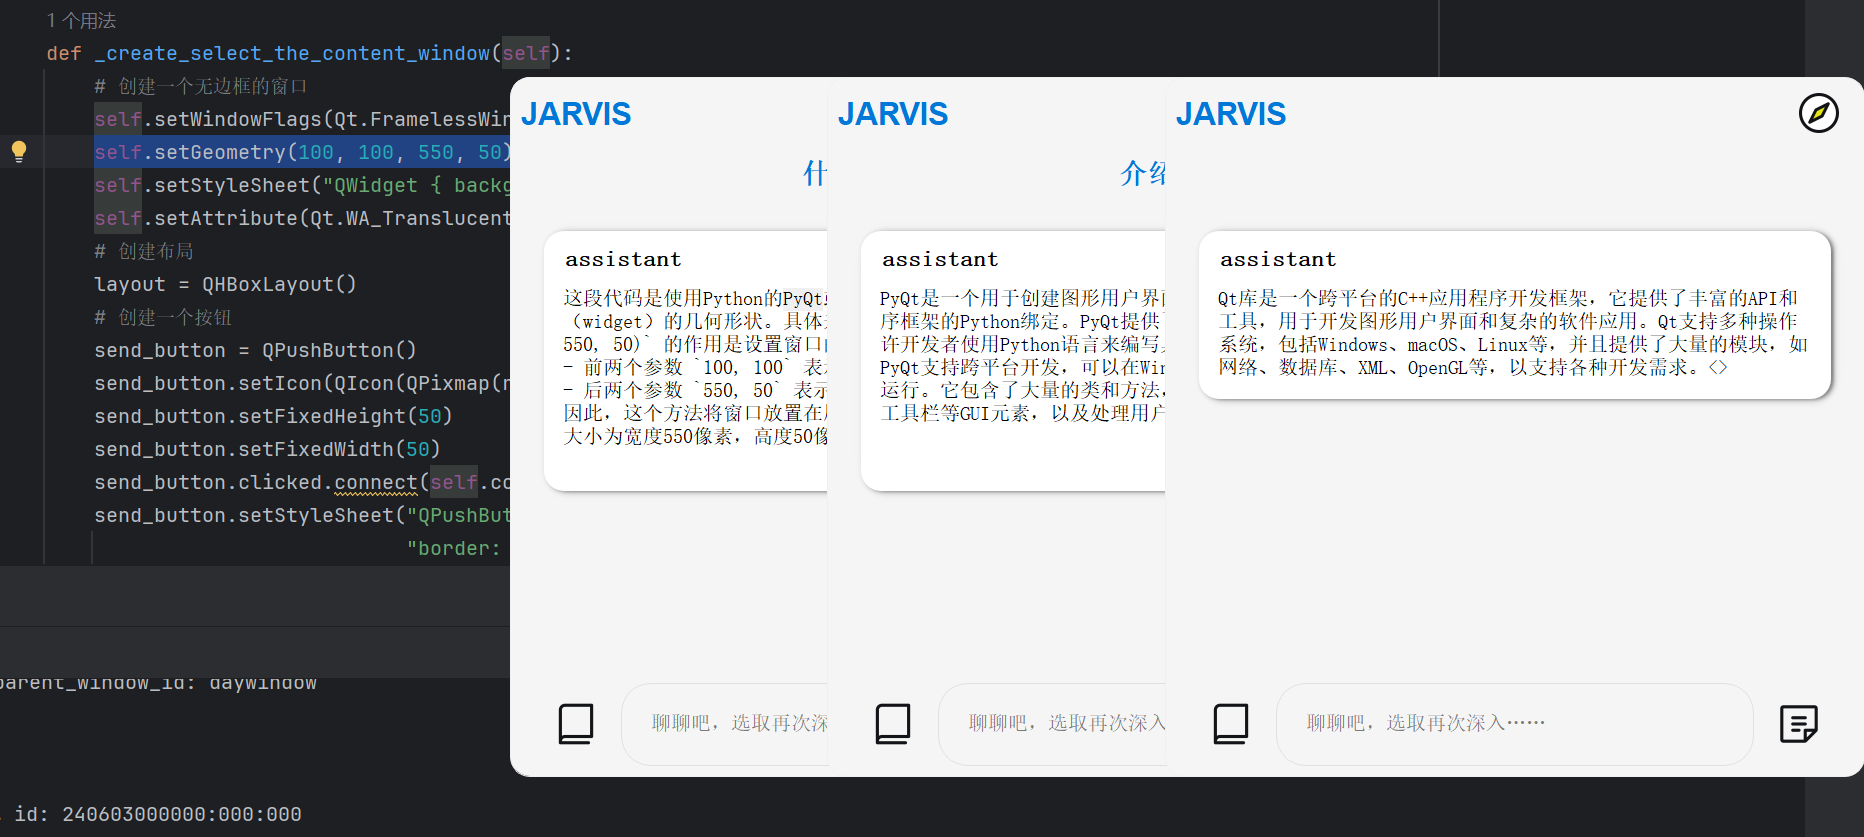 1 个用法
def _create_select_the_content_window(self):
# 创建一个无边框的窗口
self.setWindowFlags(Qt.FramelessWin
self.setGeometry(100, 100, 550, 50)
self.setStyleSheet("QWidget { backg
self.setAttribute(Qt.WA_Translucent
# 创建布局
layout = QHBoxLayout()
# 创建一个按钮
send_button = QPushButton()
send_button.setIcon(QIcon(QPixmap(r
send_button.setFixedHeight(50)
send_button.setFixedWidth(50)
send_button.clicked.connect(self.co
send_button.setStyleSheet("QPushBut
"border:
parent_window_id: dayWindow
id: 240603000000:000:000
JARVIS
什
assistant
这段代码是使用Python的PyQt
（widget）的几何形状。具体
550, 50)` 的作用是设置窗口
- 前两个参数 `100, 100` 表
- 后两个参数 `550, 50` 表示
因此，这个方法将窗口放置在
大小为宽度550像素，高度50像
聊聊吧，选取再次深
JARVIS
介绍
assistant
PyQt是一个用于创建图形用户界
序框架的Python绑定。PyQt提供
许开发者使用Python语言来编写
PyQt支持跨平台开发，可以在Win
运行。它包含了大量的类和方法，
工具栏等GUI元素，以及处理用户
聊聊吧，选取再次深入
JARVIS
assistant
Qt库是一个跨平台的C++应用程序开发框架，它提供了丰富的API和
工具，用于开发图形用户界面和复杂的软件应用。Qt支持多种操作
系统，包括Windows、macOS、Linux等，并且提供了大量的模块，如
网络、数据库、XML、OpenGL等，以支持各种开发需求。<>
聊聊吧，选取再次深入……